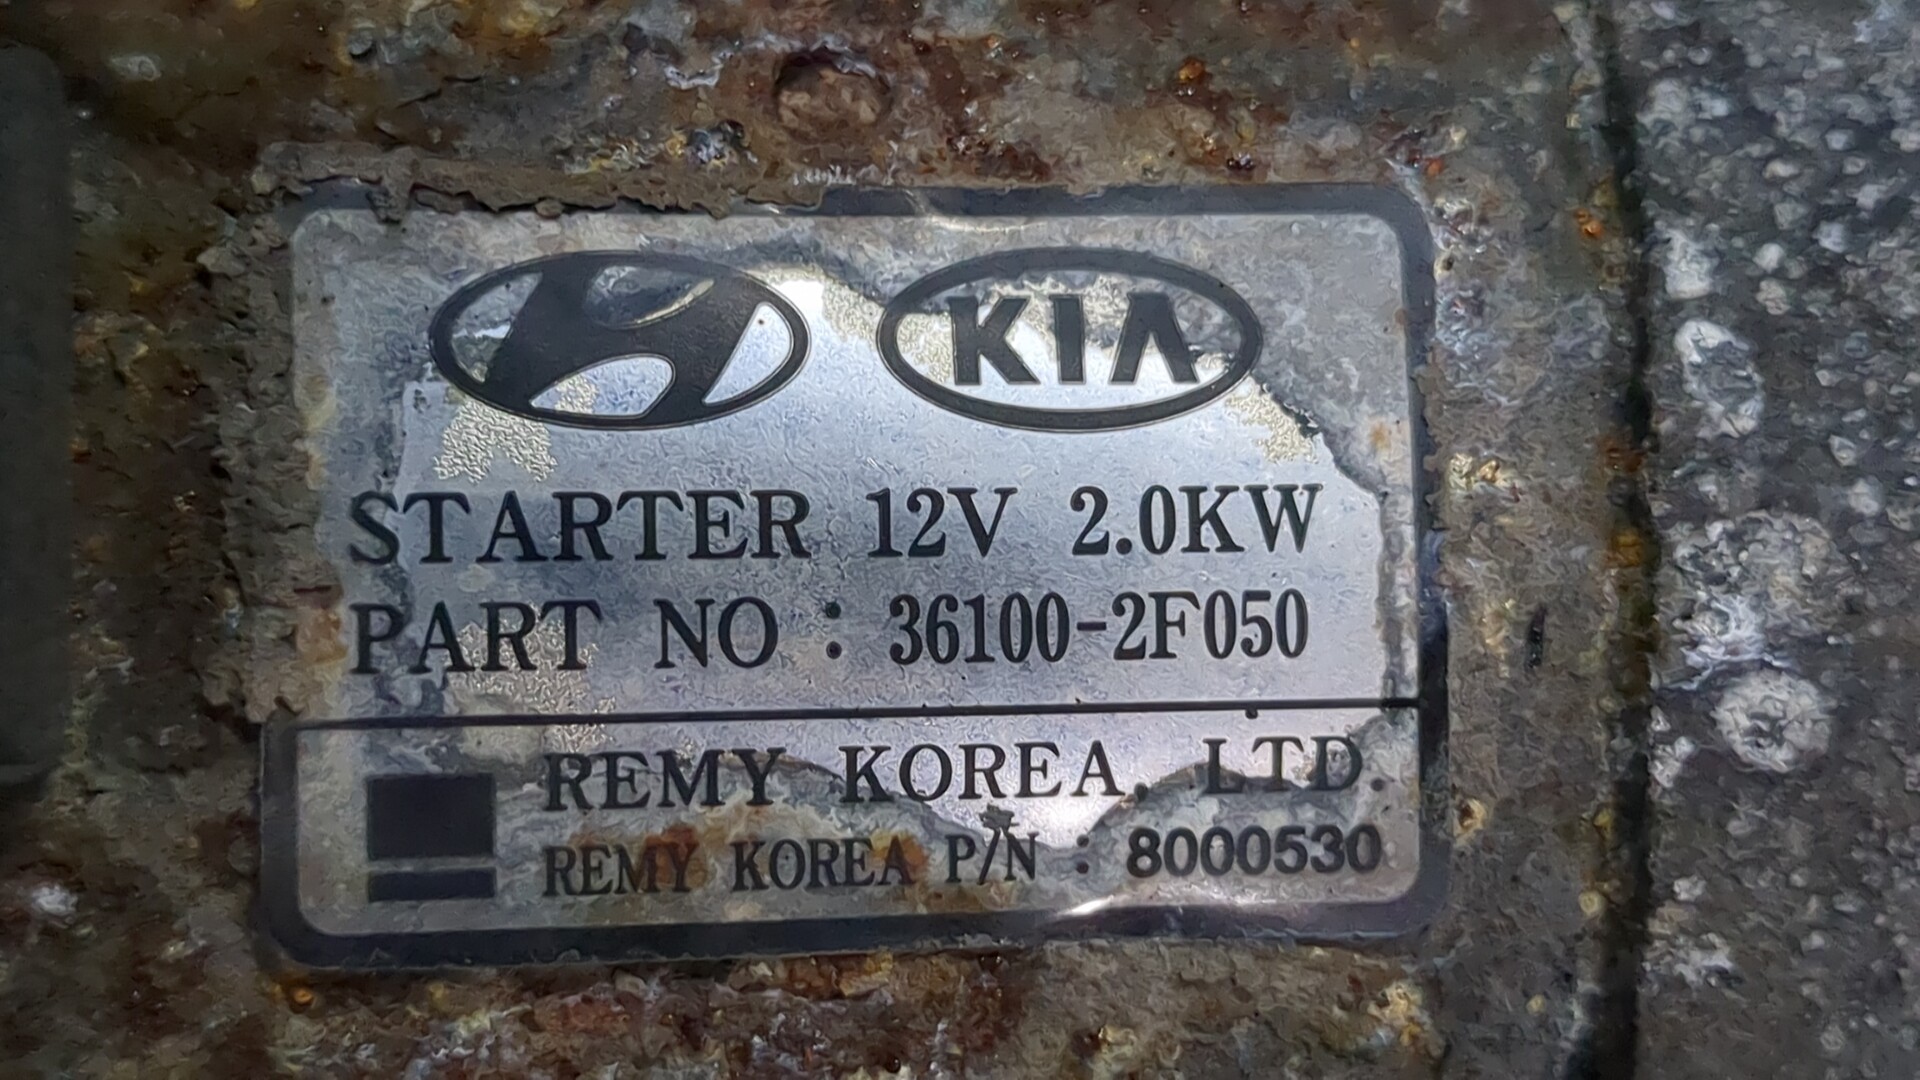 KIA
STARTER 12V 2.0KW
PART NO : 36100-2F050
REMY KOREA. LTD.
REMY KOREA P/N : 8000530